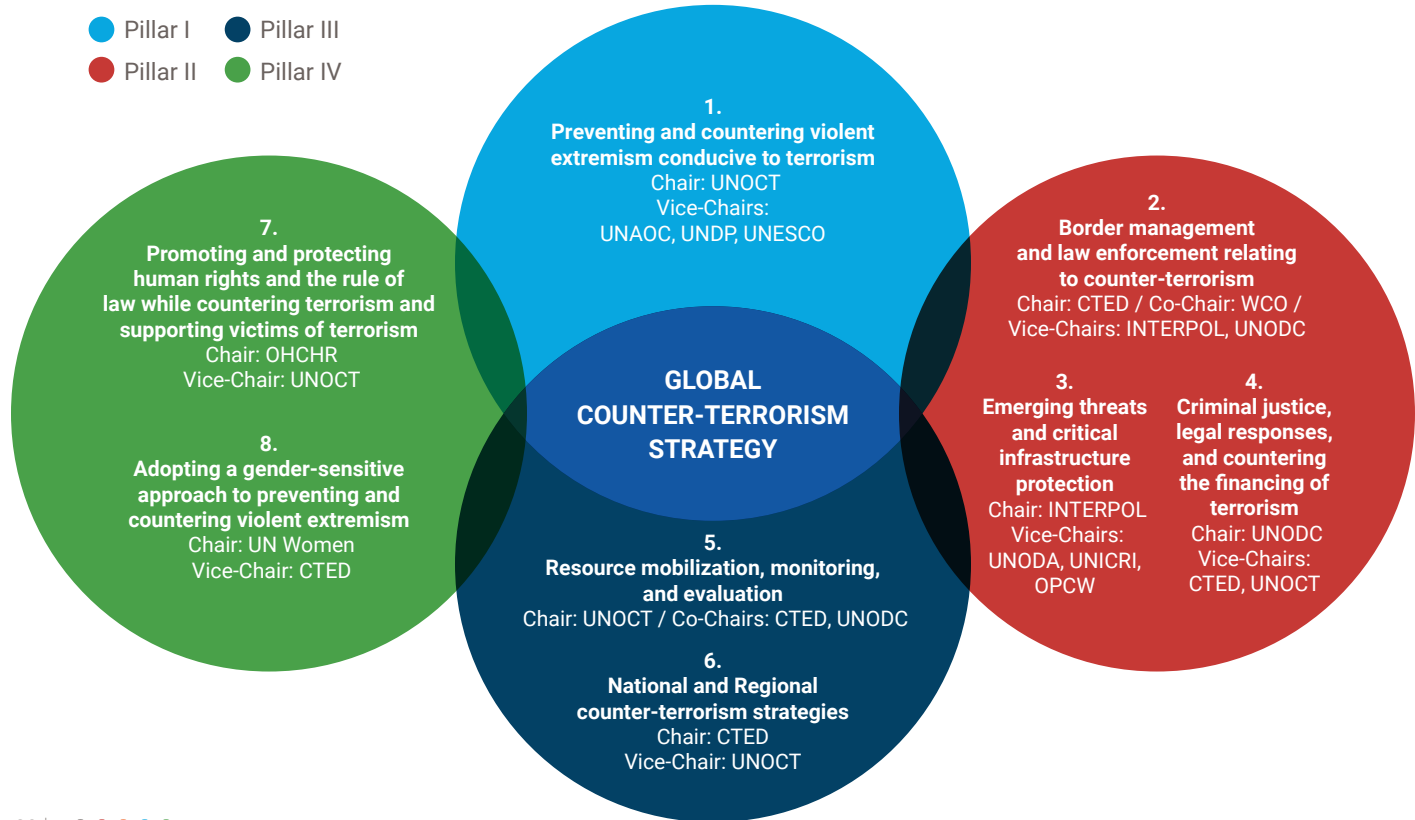 Pillar I
Pillar III
Pillar II
Pillar IV
1.
Preventing and countering violent
extremism conducive to terrorism
Chair: UNOCT
Vice-Chairs:
UNAOC, UNDP, UNESCO
7.
Promoting and protecting
human rights and the rule of
law while countering terrorism and
supporting victims of terrorism
Chair: OHCHR
Vice-Chair: UNOCT
8.
Adopting a gender-sensitive
approach to preventing and
countering violent extremism
Chair: UN Women
Vice-Chair: CTED
GLOBAL
COUNTER-TERRORISM
STRATEGY
2.
Border management
and law enforcement relating
to counter-terrorism
Chair: CTED / Co-Chair: WCO /
Vice-Chairs: INTERPOL, UNODC
3.
Emerging threats
and critical
infrastructure
protection
Chair: INTERPOL
Vice-Chairs:
UNODA, UNICRI,
OPCW
4.
Criminal justice,
legal responses,
and countering
the financing of
terrorism
Chair: UNODC
Vice-Chairs:
CTED, UNOCT
5.
Resource mobilization, monitoring,
and evaluation
Chair: UNOCT / Co-Chairs: CTED, UNODC
6.
National and Regional
counter-terrorism strategies
Chair: CTED
Vice-Chair: UNOCT